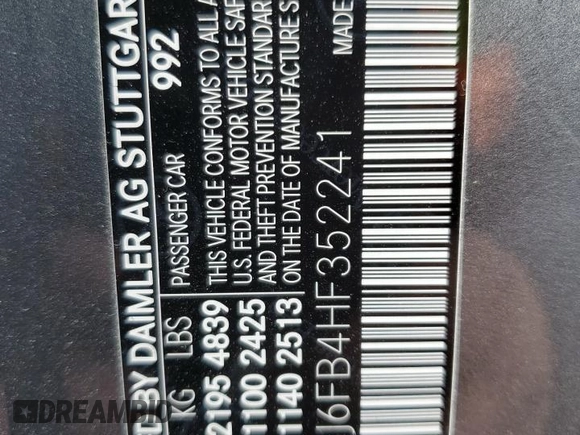 BY DAIMLER AG STUTTGAR
992
KG LBS PASSENGER CAR
2195 4839 THIS VEHICLE CONFORMS TO ALL A
1100 2425 U.S. FEDERAL MOTOR VEHICLE SAF
1140 2513 AND THEFT PREVENTION STANDAR
ON THE DATE OF MANUFACTURE S
J6FB4HF352241
MADE
DREAMBID